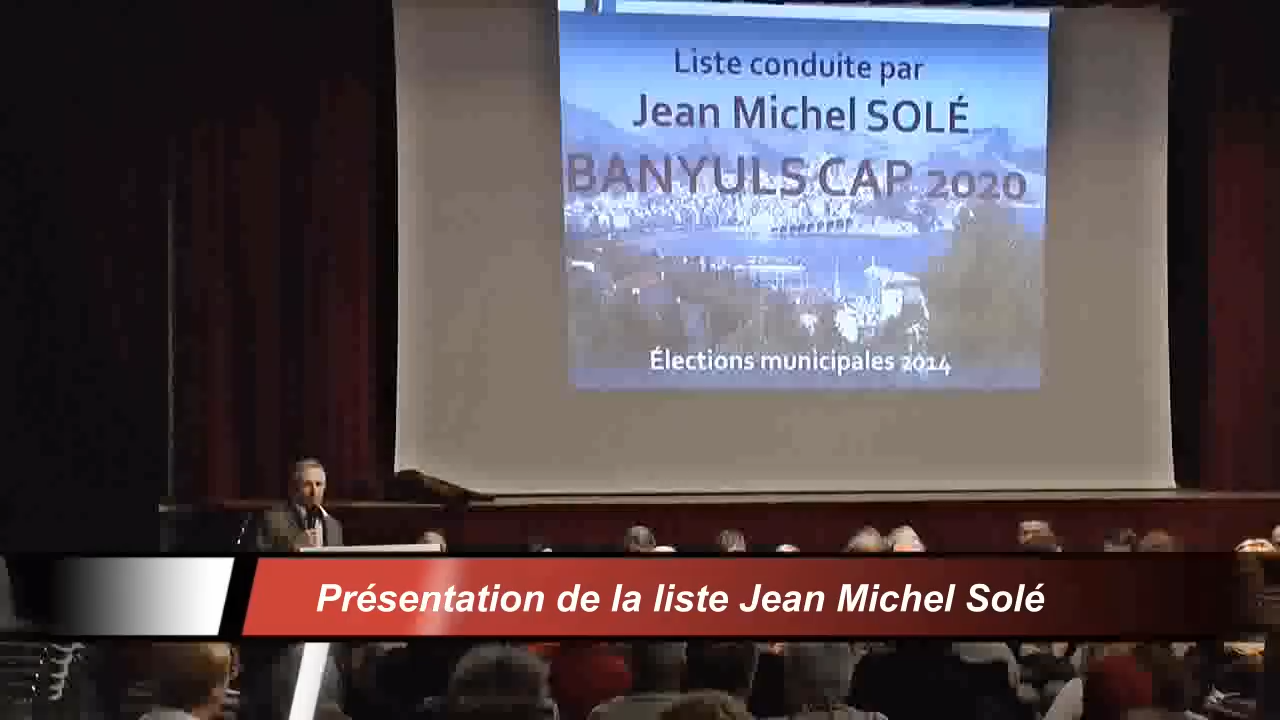 Liste conduite par
Jean Michel SOLÉ
BANYULS CAP 2020
Élections municipales 2014
Présentation de la liste Jean Michel Solé